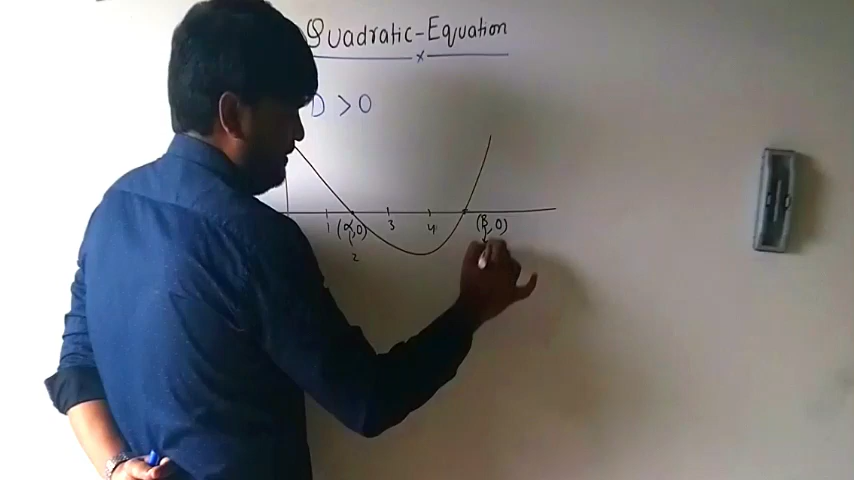 Quadratic-Equation
x
D > 0
1 (α,0) 3 4 (β,0)
2